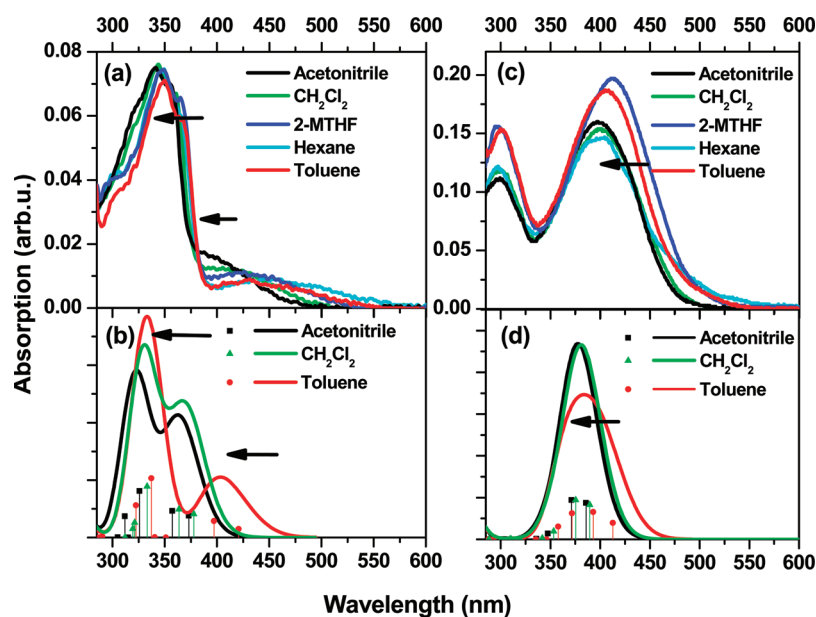 300 350 400 450 500 550 600 300 350 400 450 500 550 600
0.08
0.06
0.04
0.02
0.00
(a)
Acetonitrile
CH2Cl2
2-MTHF
Hexane
Toluene
0.20
0.15
0.10
0.05
0.00
(c)
Acetonitrile
CH2Cl2
2-MTHF
Hexane
Toluene
Absorption (arb.u.)
(b)
Acetonitrile
CH2Cl2
Toluene
(d)
Acetonitrile
CH2Cl2
Toluene
300 350 400 450 500 550 600 300 350 400 450 500 550 600
Wavelength (nm)